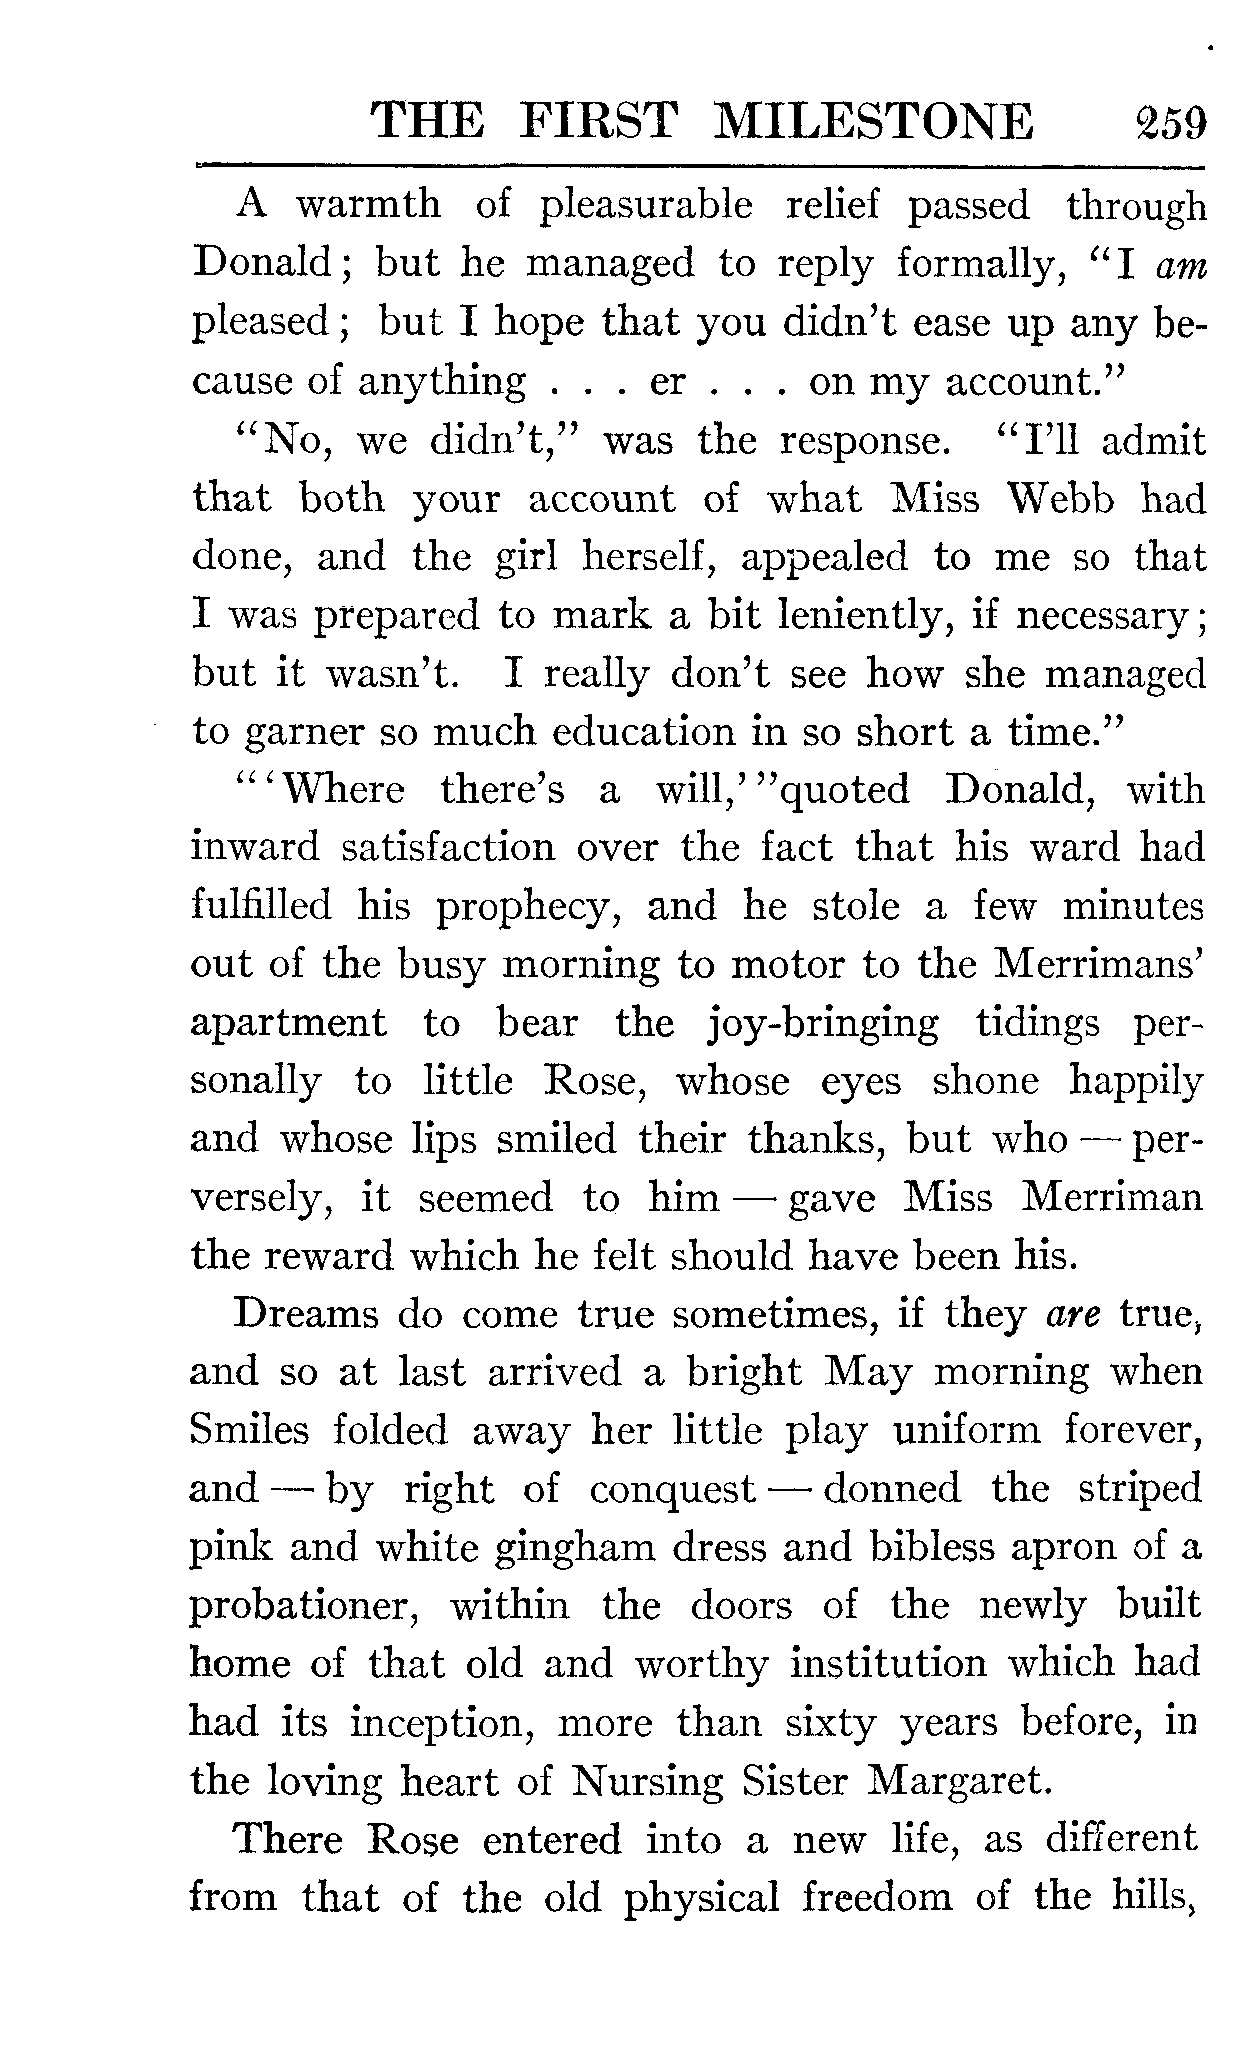 THE FIRST MILESTONE 259
A warmth of pleasurable relief passed through
Donald; but he managed to reply formally, "I am
pleased; but I hope that you didn't ease up any be-
cause of anything . . . er . . . on my account."
"No, we didn't," was the response. "I'll admit
that both your account of what Miss Webb had
done, and the girl herself, appealed to me so that
I was prepared to mark a bit leniently, if necessary;
but it wasn't. I really don't see how she managed
to garner so much education in so short a time."
"'Where there's a will,'" quoted Donald, with
inward satisfaction over the fact that his ward had
fulfilled his prophecy, and he stole a few minutes
out of the busy morning to motor to the Merrimans'
apartment to bear the joy-bringing tidings per-
sonally to little Rose, whose eyes shone happily
and whose lips smiled their thanks, but who — per-
versely, it seemed to him — gave Miss Merriman
the reward which he felt should have been his.
Dreams do come true sometimes, if they are true,
and so at last arrived a bright May morning when
Smiles folded away her little play uniform forever,
and — by right of conquest — donned the striped
pink and white gingham dress and bibless apron of a
probationer, within the doors of the newly built
home of that old and worthy institution which had
had its inception, more than sixty years before, in
the loving heart of Nursing Sister Margaret.
There Rose entered into a new life, as different
from that of the old physical freedom of the hills,